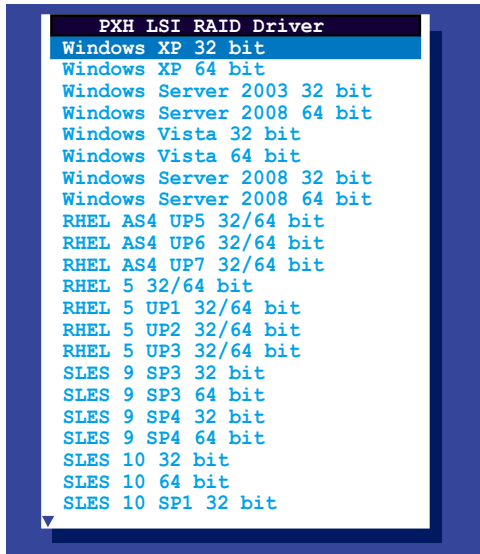 PXH LSI RAID Driver
Windows XP 32 bit
Windows XP 64 bit
Windows Server 2003 32 bit
Windows Server 2008 64 bit
Windows Vista 32 bit
Windows Vista 64 bit
Windows Server 2008 32 bit
Windows Server 2008 64 bit
RHEL AS4 UP5 32/64 bit
RHEL AS4 UP6 32/64 bit
RHEL AS4 UP7 32/64 bit
RHEL 5 32/64 bit
RHEL 5 UP1 32/64 bit
RHEL 5 UP2 32/64 bit
RHEL 5 UP3 32/64 bit
SLES 9 SP3 32 bit
SLES 9 SP3 64 bit
SLES 9 SP4 32 bit
SLES 9 SP4 64 bit
SLES 10 32 bit
SLES 10 64 bit
SLES 10 SP1 32 bit